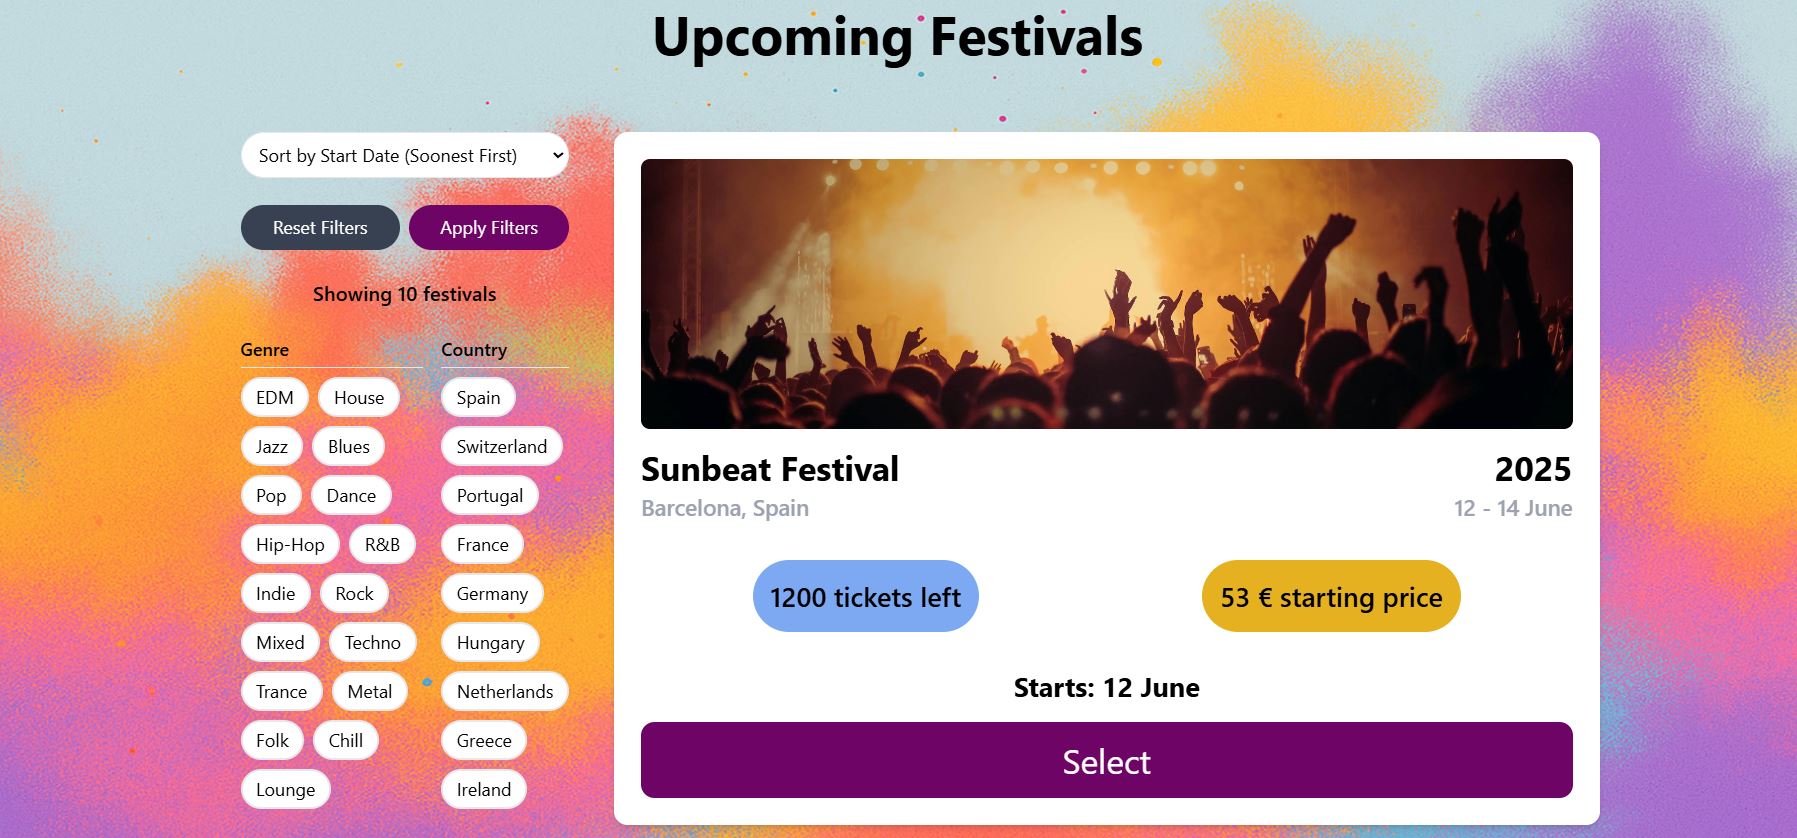 Upcoming Festivals
Sort by Start Date (Soonest First)
Reset Filters
Apply Filters
Showing 10 festivals
Genre
EDM House
Jazz Blues
Pop Dance
Hip-Hop R&B
Indie Rock
Mixed Techno
Trance Metal
Folk Chill
Lounge
Country
Spain
Switzerland
Portugal
France
Germany
Hungary
Netherlands
Greece
Ireland
Sunbeat Festival 2025
Barcelona, Spain 12 - 14 June
1200 tickets left 53 € starting price
Starts: 12 June
Select